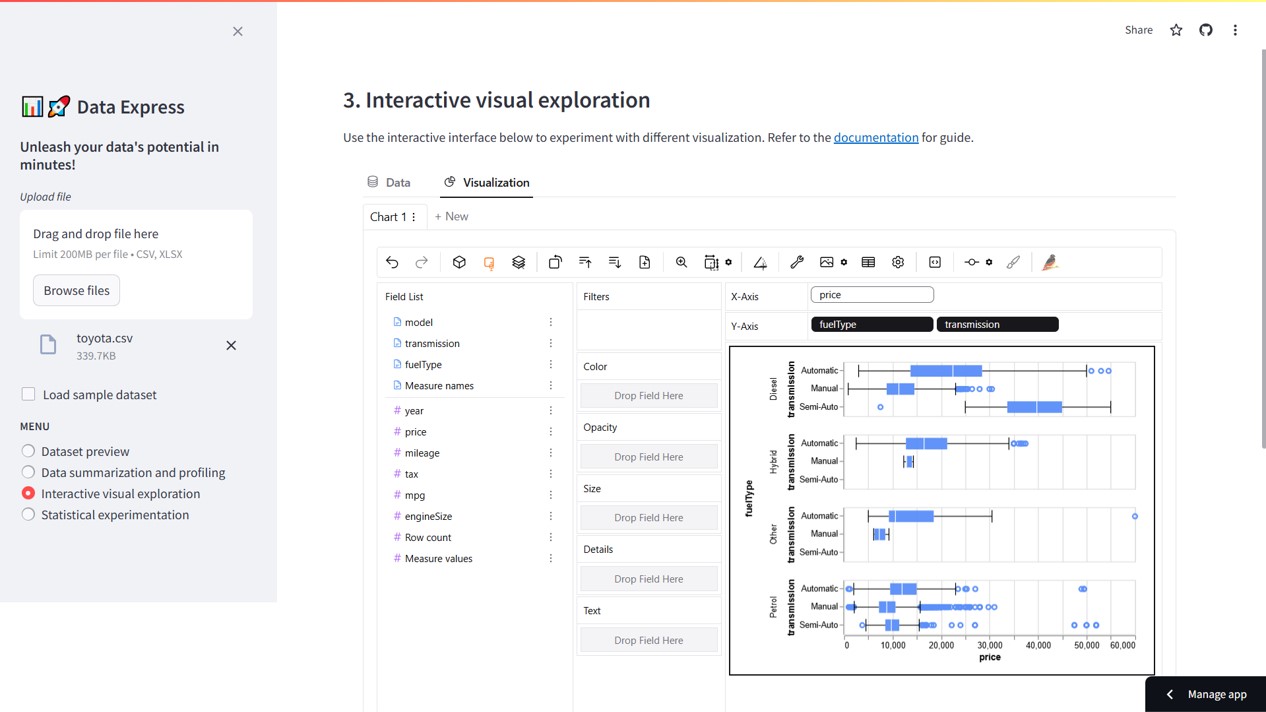 Share
Data Express
Unleash your data's potential in
minutes!
Upload file
Drag and drop file here
Limit 200MB per file • CSV, XLSX
Browse files
toyota.csv
339.7KB
Load sample dataset
MENU
Dataset preview
Data summarization and profiling
Interactive visual exploration
Statistical experimentation
3. Interactive visual exploration
Use the interactive interface below to experiment with different visualization. Refer to the documentation for guide.
Data
Visualization
Chart 1
+ New
Field List
model
transmission
fuelType
Measure names
# year
# price
# mileage
# tax
# mpg
# engineSize
# Row count
# Measure values
Filters
Color
Drop Field Here
Opacity
Drop Field Here
Size
Drop Field Here
Details
Drop Field Here
Text
Drop Field Here
X-Axis
price
Y-Axis
fuelType
transmission
fuelType
Diesel
transmission
Automatic
Manual
Semi-Auto
Hybrid
transmission
Automatic
Manual
Semi-Auto
Other
transmission
Automatic
Manual
Semi-Auto
Petrol
transmission
Automatic
Manual
Semi-Auto
0 10,000 20,000 30,000 40,000 50,000 60,000
price
Manage app